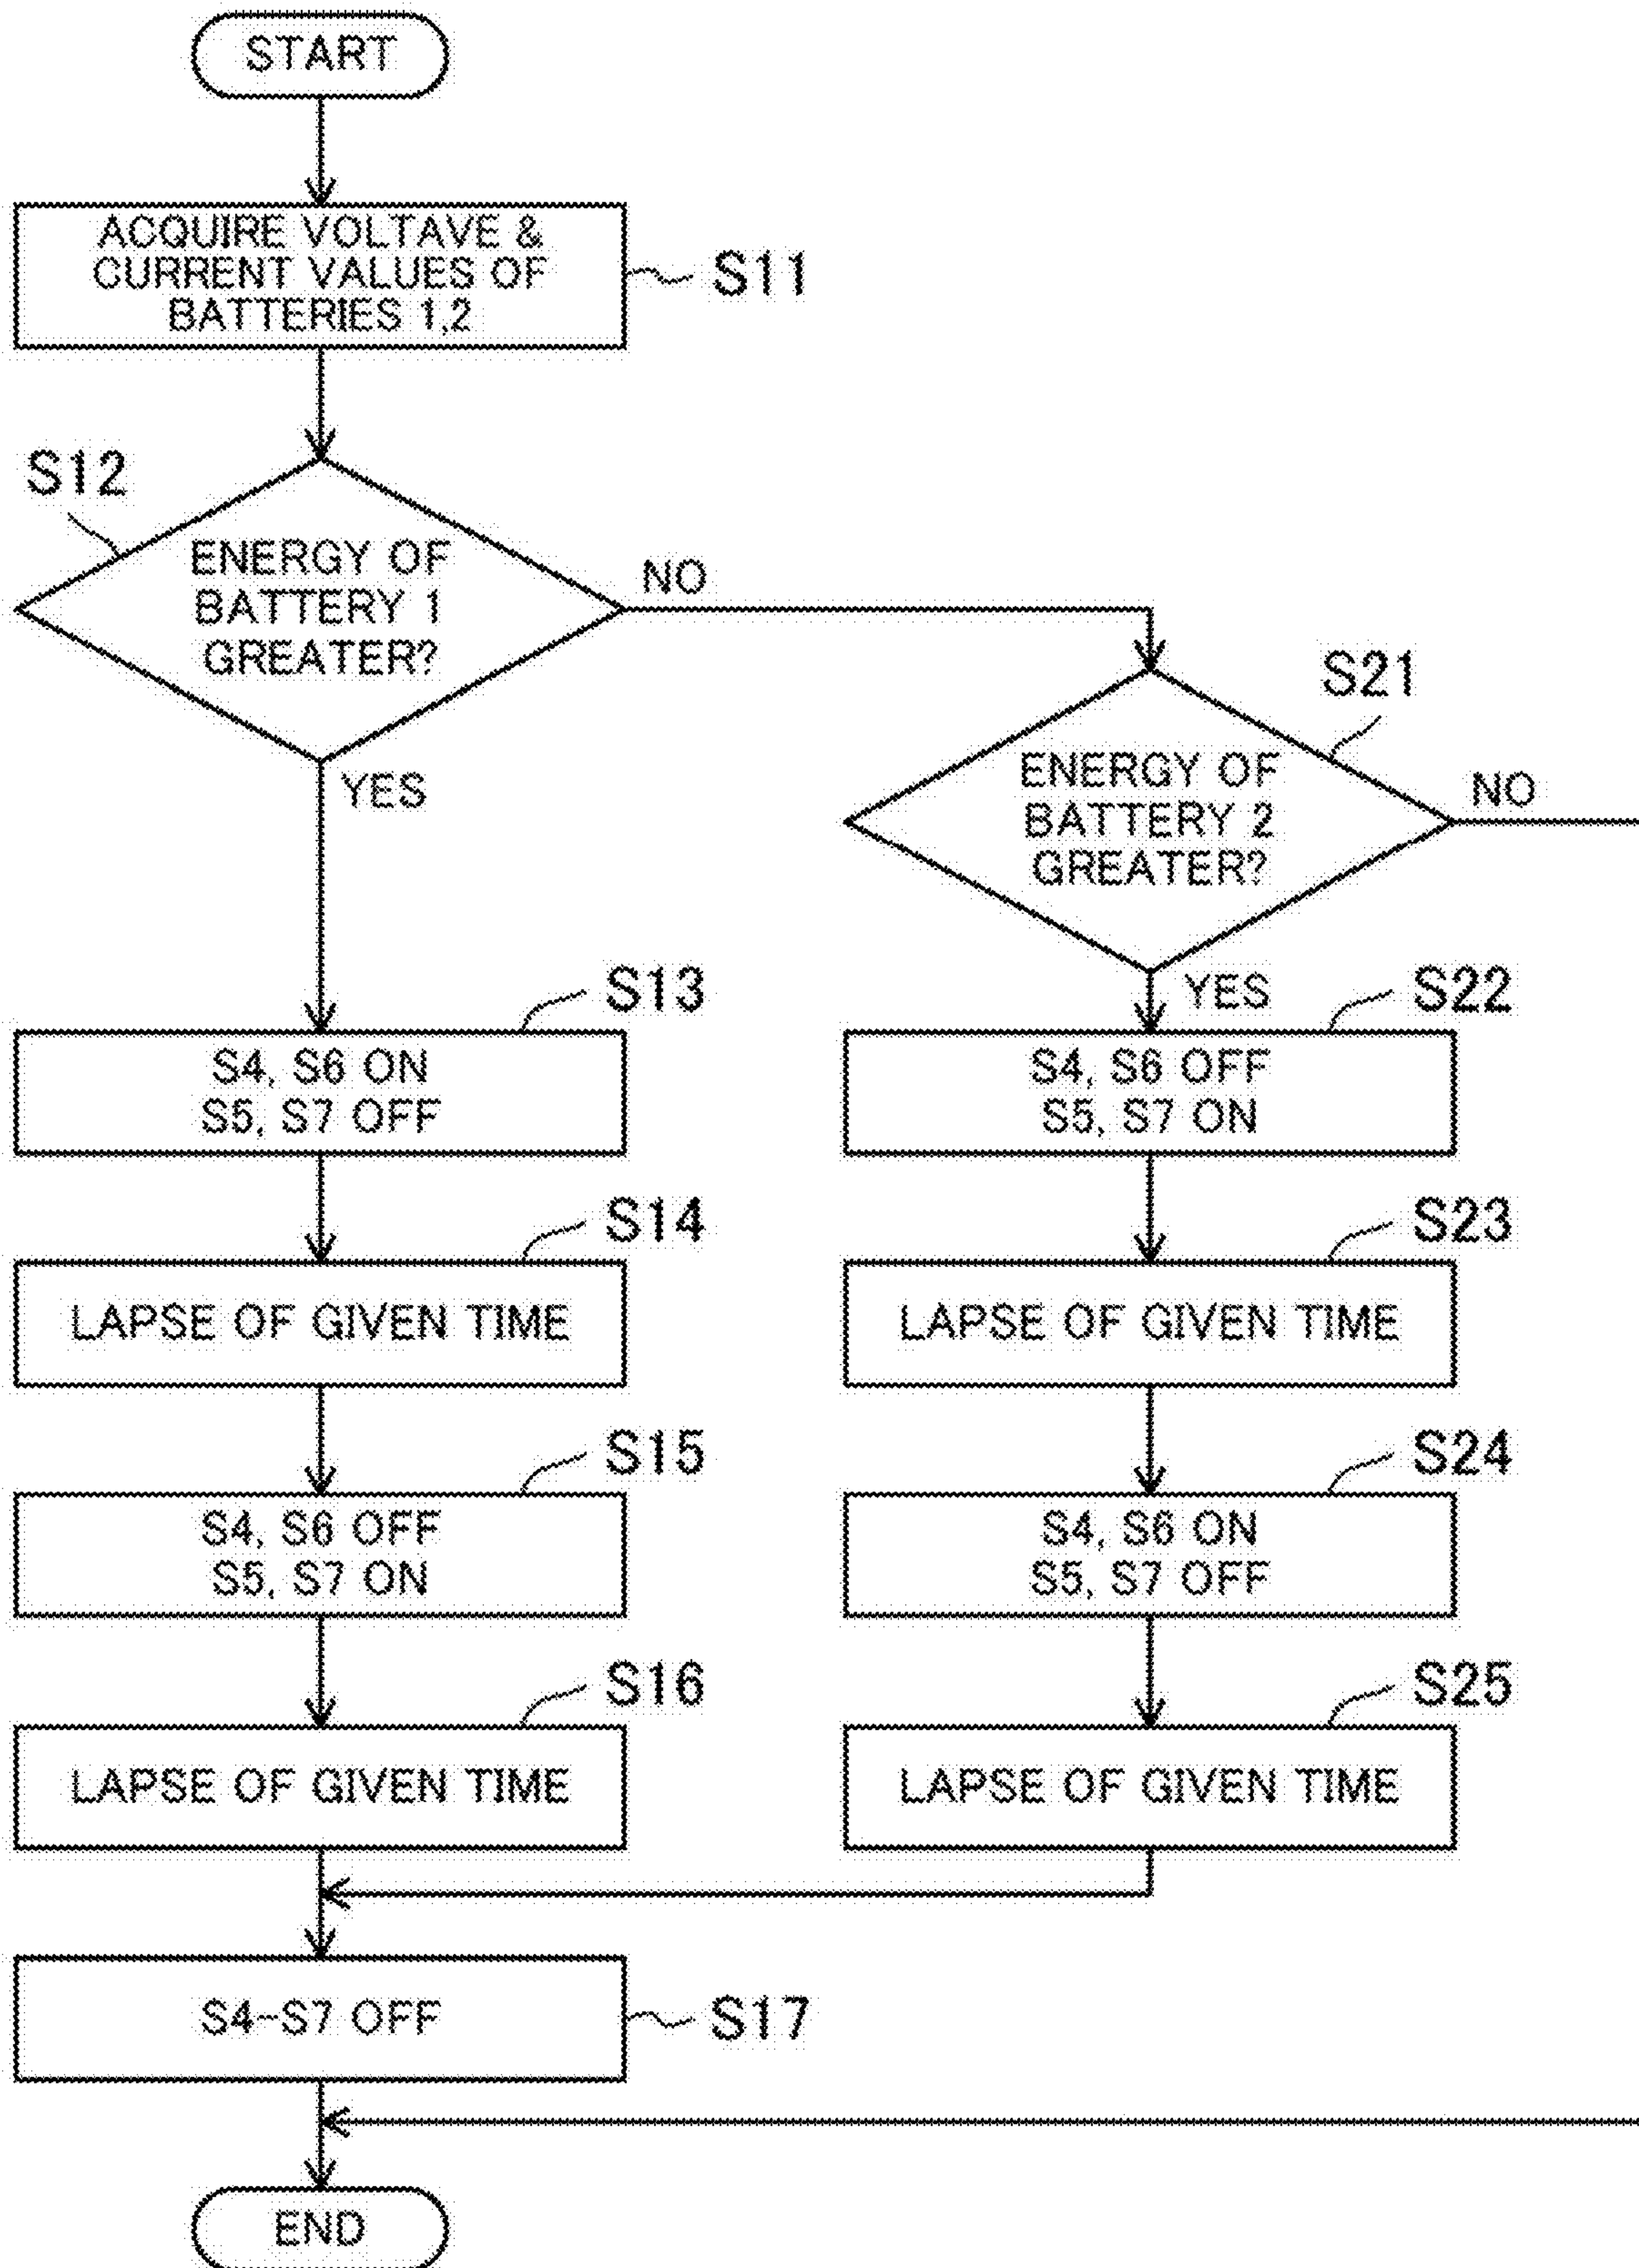 START
ACQUIRE VOLTAVE &
CURRENT VALUES OF
BATTERIES 1,2
S11
S12
ENERGY OF
BATTERY 1
GREATER?
NO
YES
S21
ENERGY OF
BATTERY 2
GREATER?
NO
YES
S13
S4, S6 ON
S5, S7 OFF
S22
S4, S6 OFF
S5, S7 ON
S14
LAPSE OF GIVEN TIME
S23
LAPSE OF GIVEN TIME
S15
S4, S6 OFF
S5, S7 ON
S24
S4, S6 ON
S5, S7 OFF
S16
LAPSE OF GIVEN TIME
S25
LAPSE OF GIVEN TIME
S4-S7 OFF
S17
END